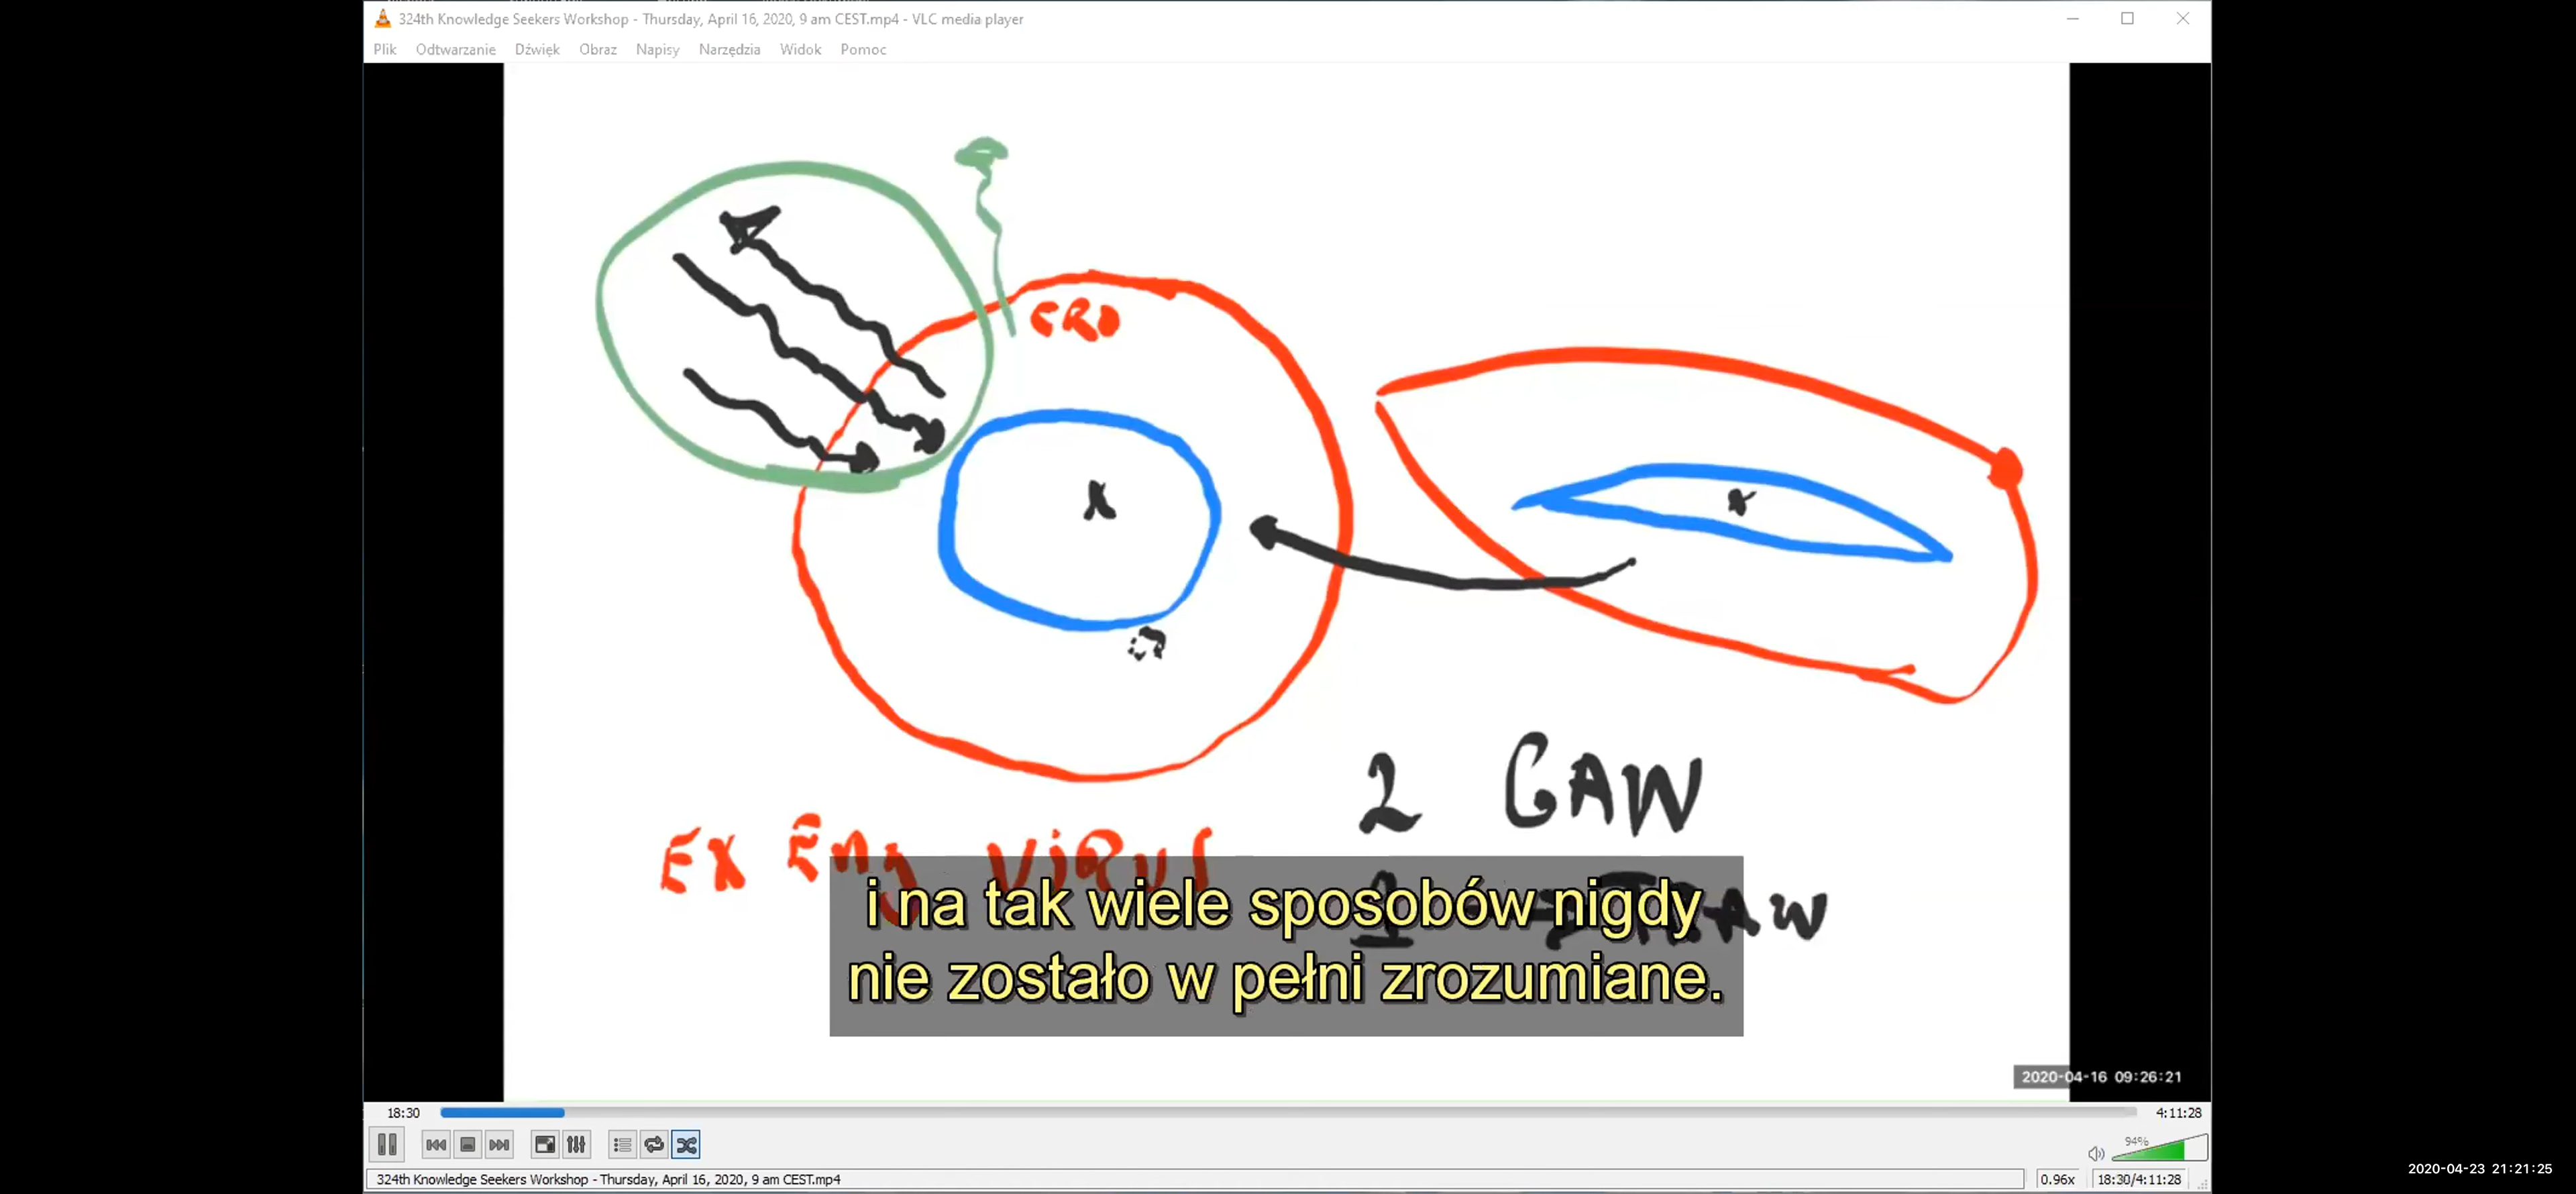 324th Knowledge Seekers Workshop - Thursday, April 16, 2020, 9 am CEST.mp4 - VLC media player
Plik Odtwarzanie Dźwięk Obraz Napisy Narzędzia Widok Pomoc
X
x
2 GAW
EX Eng VIRUS
i na tak wiele sposobów nigdy
nie zostało w pełni zrozumiane.
2020-04-16 09:26:21
18:30
4:11:28
94%
324th Knowledge Seekers Workshop - Thursday, April 16, 2020, 9 am CEST.mp4
0.96x
18:30/4:11:28
2020-04-23 21:21:25